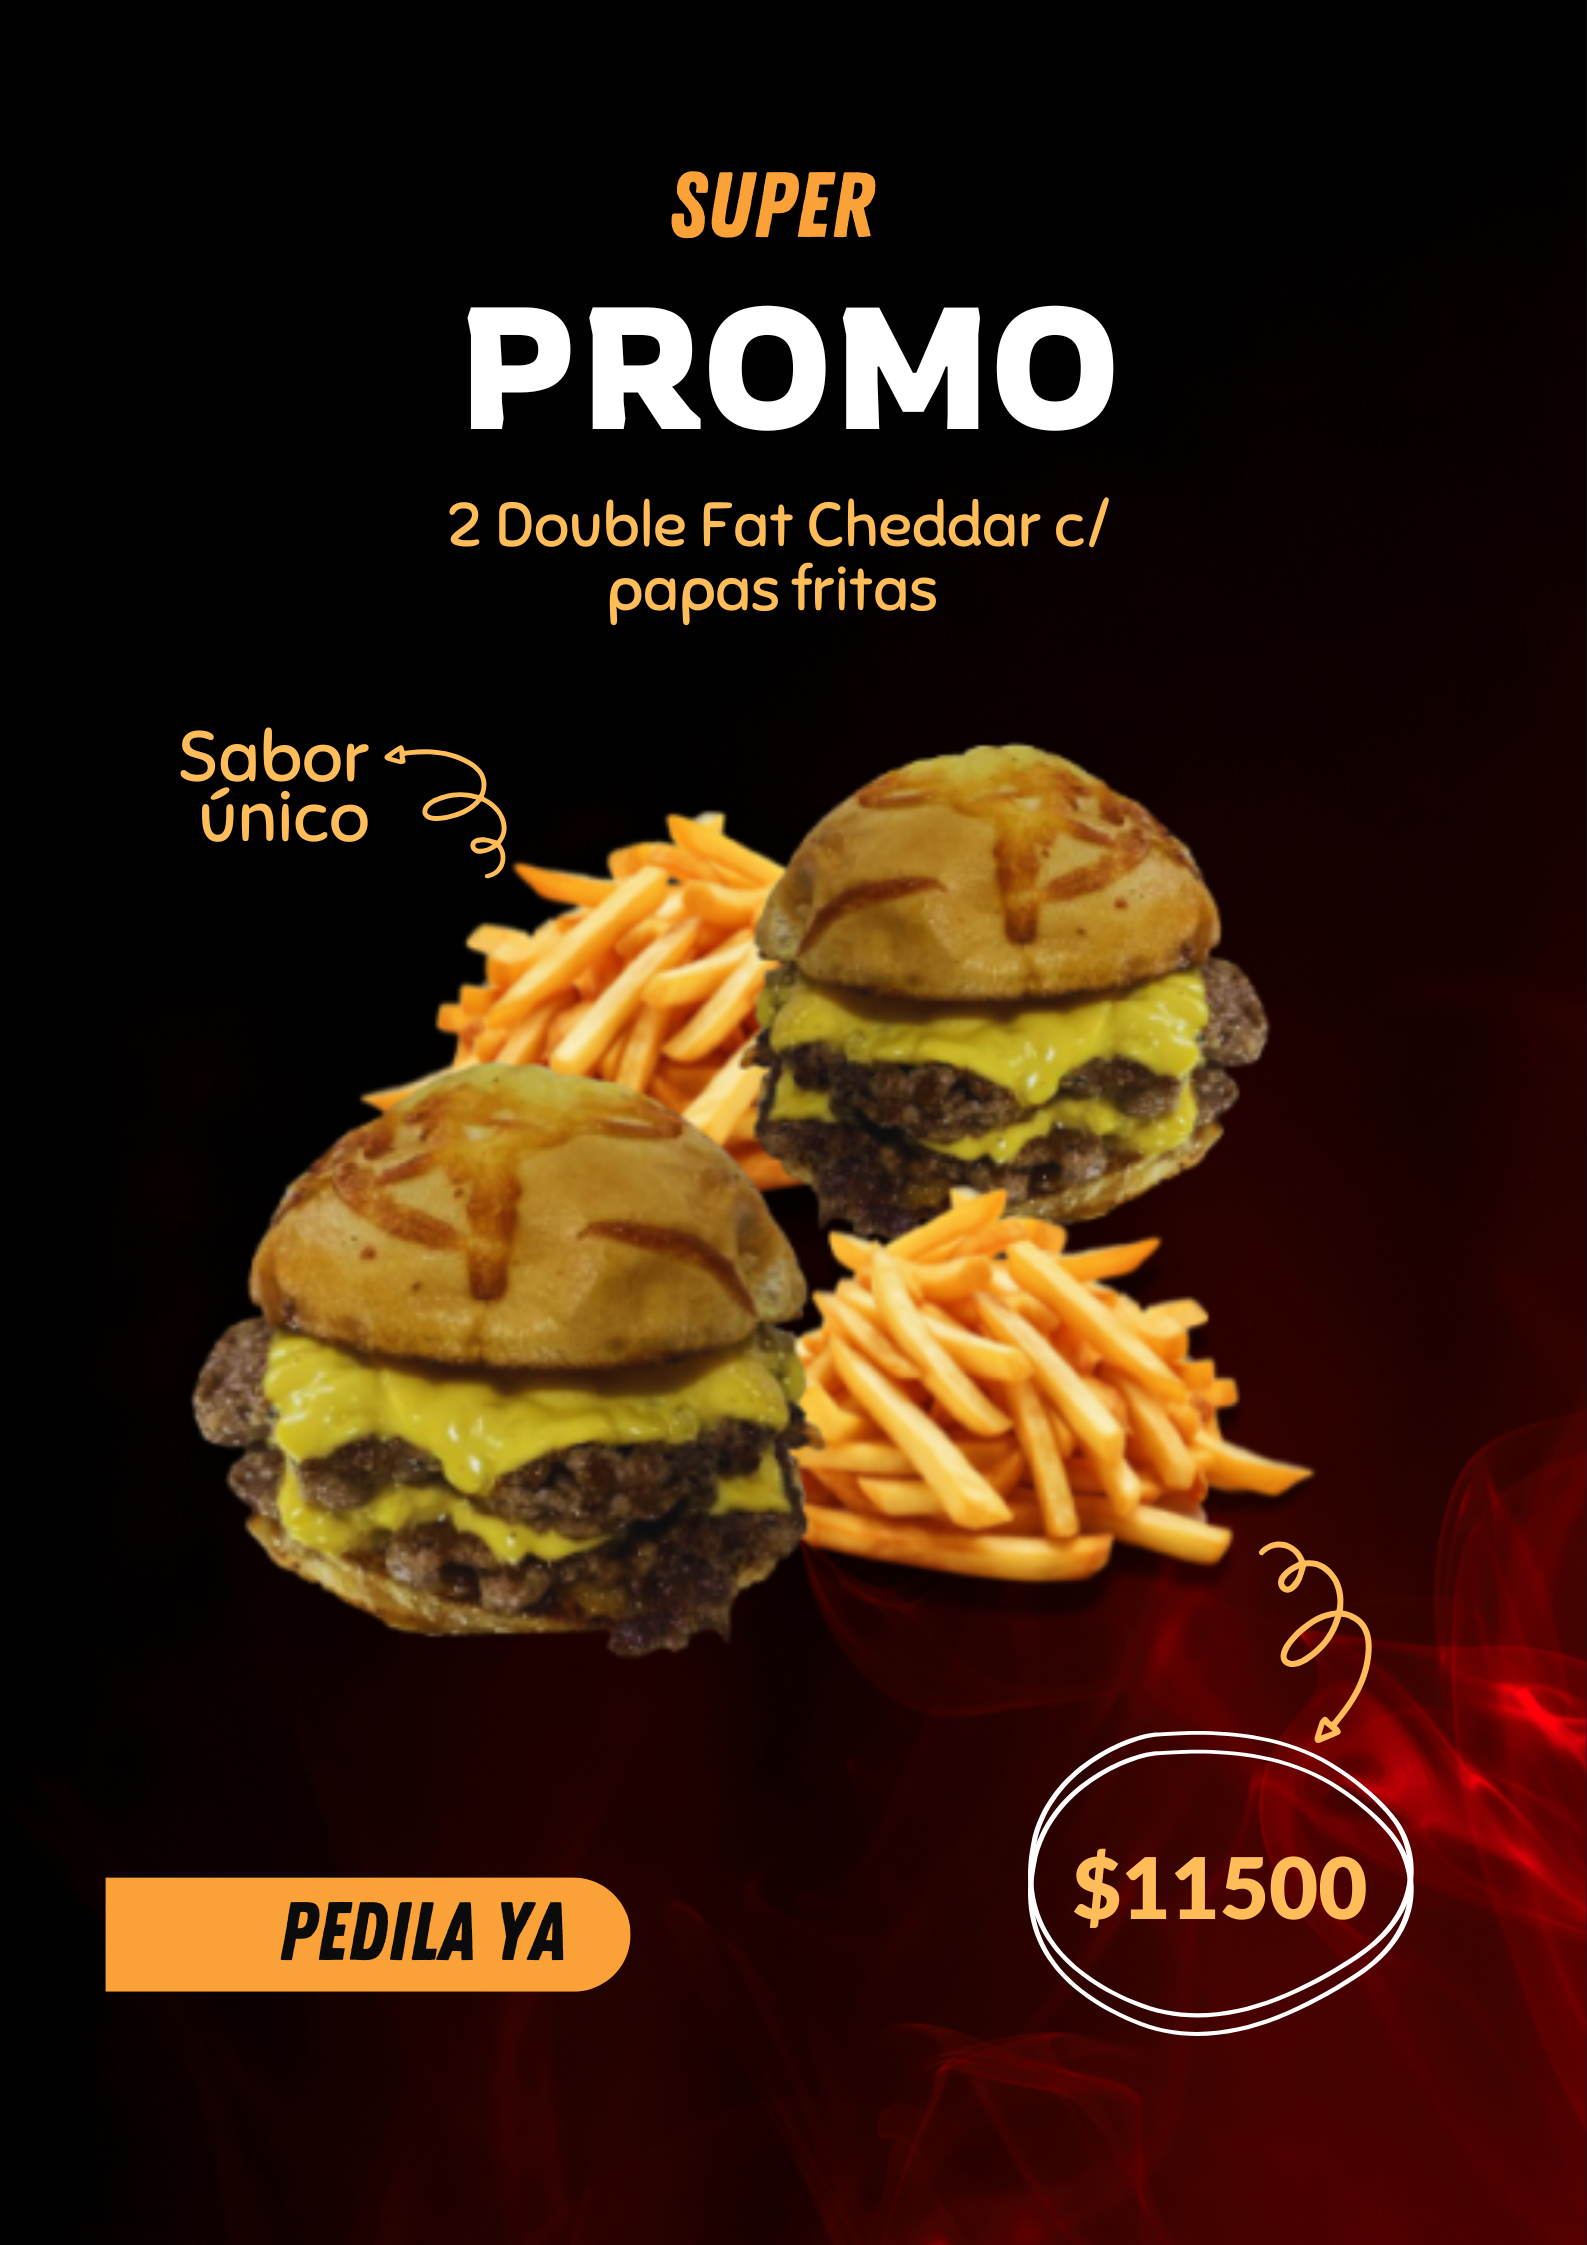 SUPER
PROMO
2 Double Fat Cheddar c/
papas fritas
Sabor
único
$11500
PEDILA YA